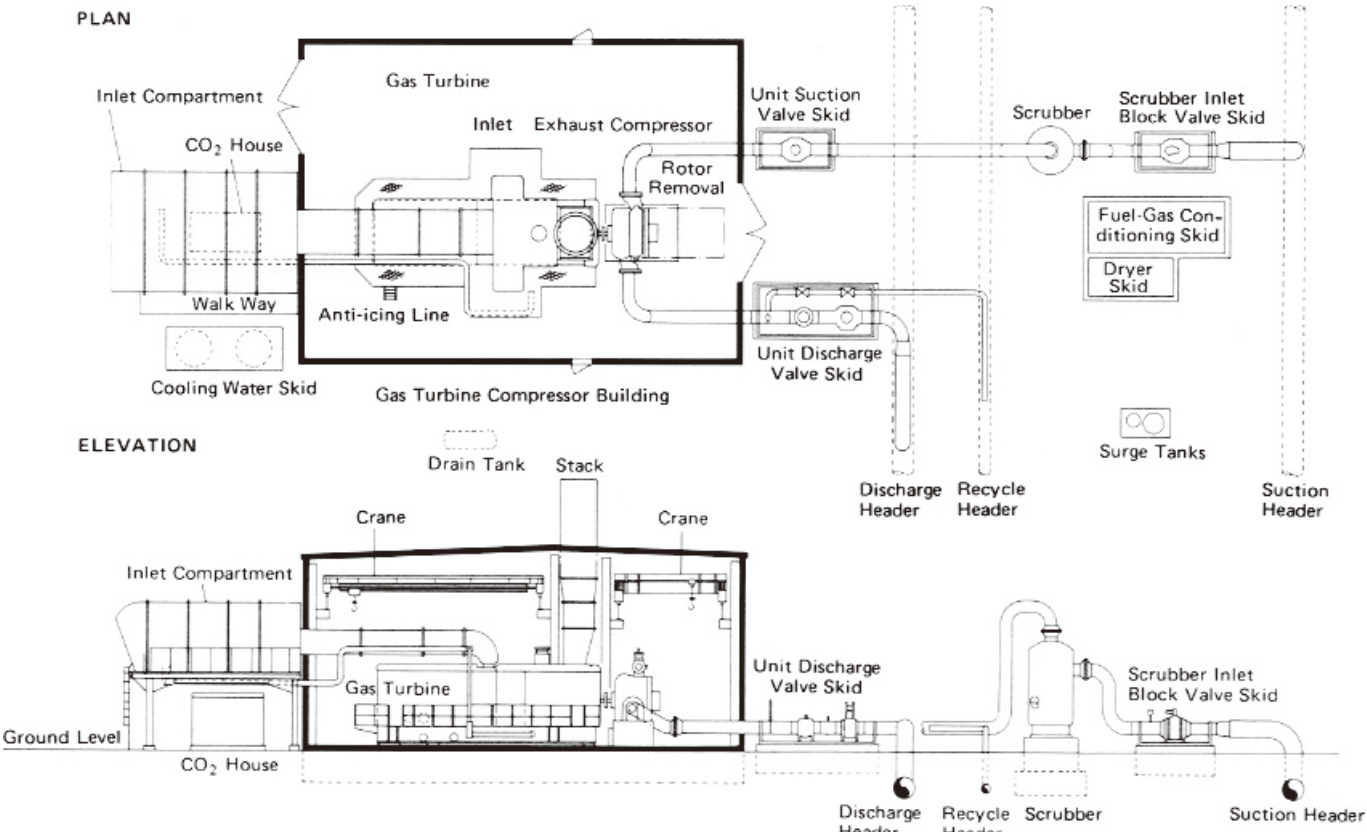 PLAN
Gas Turbine
Inlet Compartment
CO2 House
Inlet
Exhaust Compressor
Rotor
Removal
Unit Suction
Valve Skid
Scrubber
Scrubber Inlet
Block Valve Skid
Fuel-Gas Con-
ditioning Skid
Dryer
Skid
Walk Way
Anti-icing Line
Unit Discharge
Valve Skid
Cooling Water Skid
Gas Turbine Compressor Building
Surge Tanks
ELEVATION
Drain Tank
Stack
Discharge
Header
Recycle
Header
Suction
Header
Crane
Crane
Inlet Compartment
Gas Turbine
Unit Discharge
Valve Skid
Scrubber Inlet
Block Valve Skid
Ground Level
CO2 House
Discharge
Header
Recycle
Header
Scrubber
Suction Header